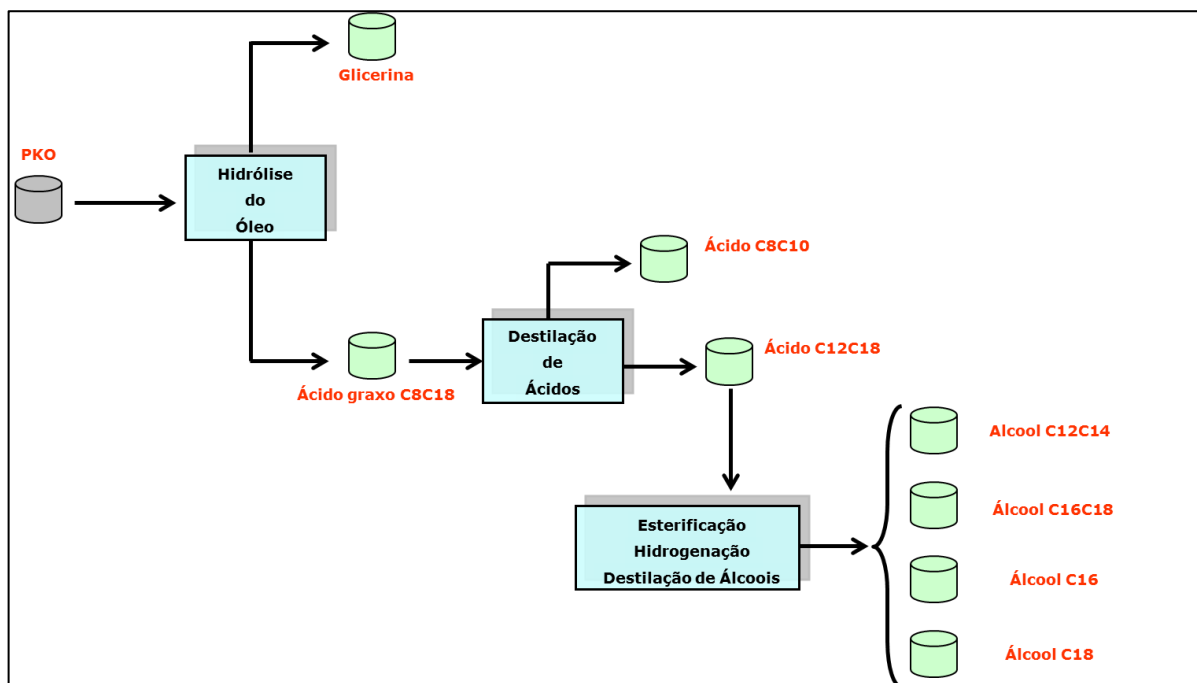 Glicerina
PKO
Hidrólise
do
Óleo
Ácido C8C10
Destilação
de
Ácidos
Ácido C12C18
Ácido graxo C8C18
Alcool C12C14
Álcool C16C18
Esterificação
Hidrogenação
Destilação de Álcoois
Álcool C16
Álcool C18